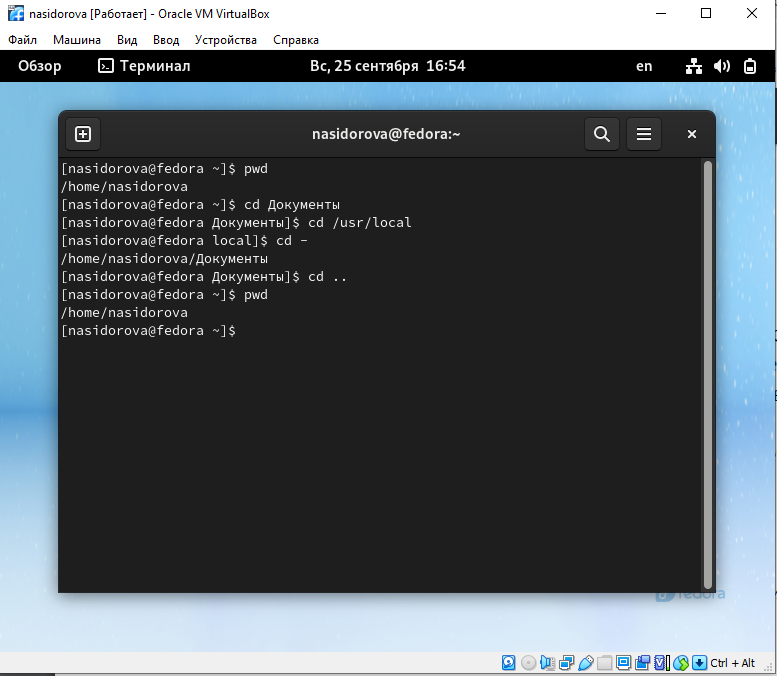 nasidorova [Работает] - Oracle VM VirtualBox
Файл Машина Вид Ввод Устройства Справка
Обзор Терминал Вс, 25 сентября 16:54 en
nasidorova@fedora:~
[nasidorova@fedora ~]$ pwd
/home/nasidorova
[nasidorova@fedora ~]$ cd Документы
[nasidorova@fedora Документы]$ cd /usr/local
[nasidorova@fedora local]$ cd -
/home/nasidorova/Документы
[nasidorova@fedora Документы]$ cd ..
[nasidorova@fedora ~]$ pwd
/home/nasidorova
[nasidorova@fedora ~]$
fedora
Ctrl + Alt